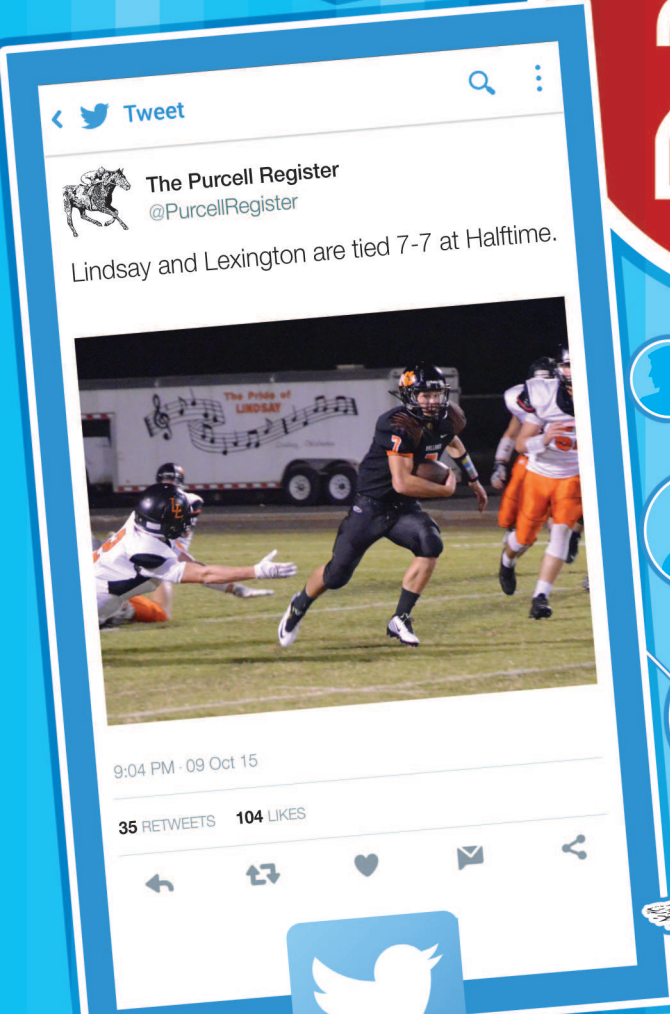 Tweet
The Purcell Register
@PurcellRegister
Lindsay and Lexington are tied 7-7 at Halftime.
The Pride of
LINDSAY
7
9:04 PM · 09 Oct 15
35 RETWEETS 104 LIKES